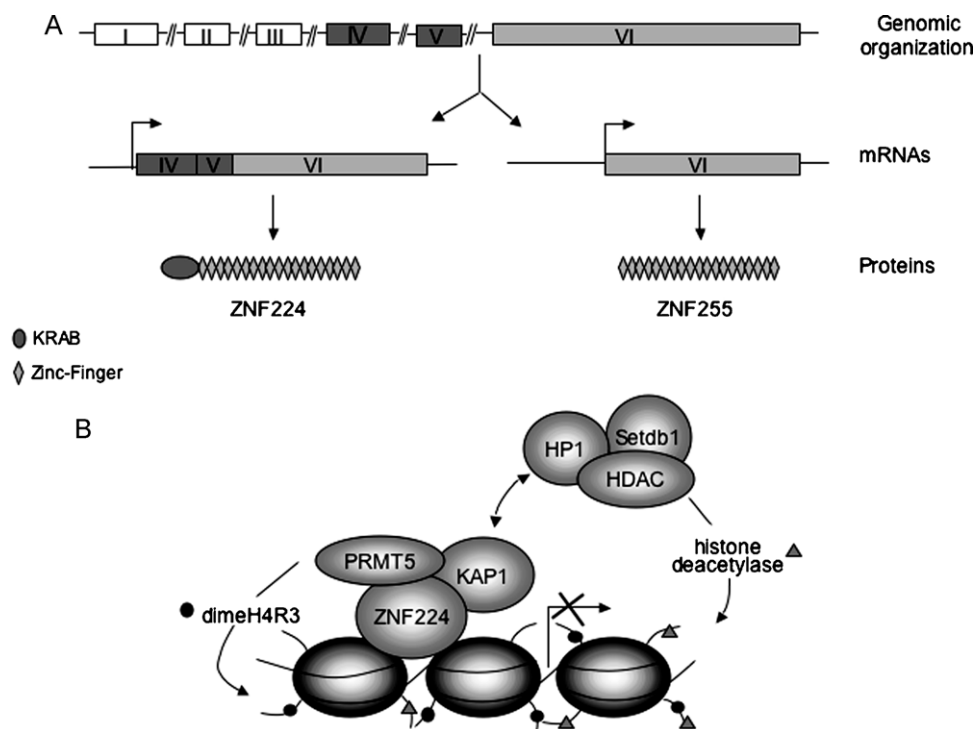 A
I II III IV V VI
Genomic
organization
IV V VI
VI
mRNAs
Proteins
ZNF224
ZNF255
KRAB
Zinc-Finger
B
HP1
Setdb1
HDAC
PRMT5
KAP1
ZNF224
histone
deacetylase
dimeH4R3